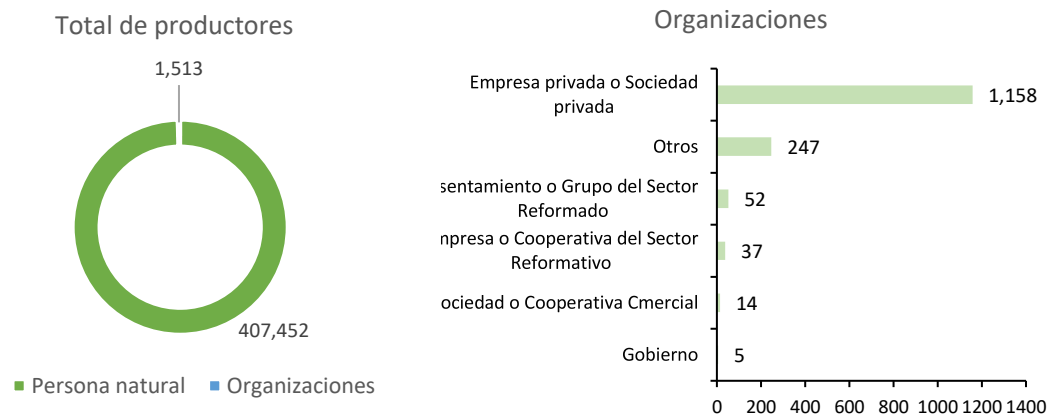 Total de productores
1,513
407,452
Persona natural
Organizaciones
Organizaciones
Empresa privada o Sociedad
privada
1,158
Otros
247
sentamiento o Grupo del Sector
Reformado
52
mpresa o Cooperativa del Sector
Reformativo
37
ociedad o Cooperativa Cmercial
14
Gobierno
5
0 200 400 600 800 1000 1200 1400